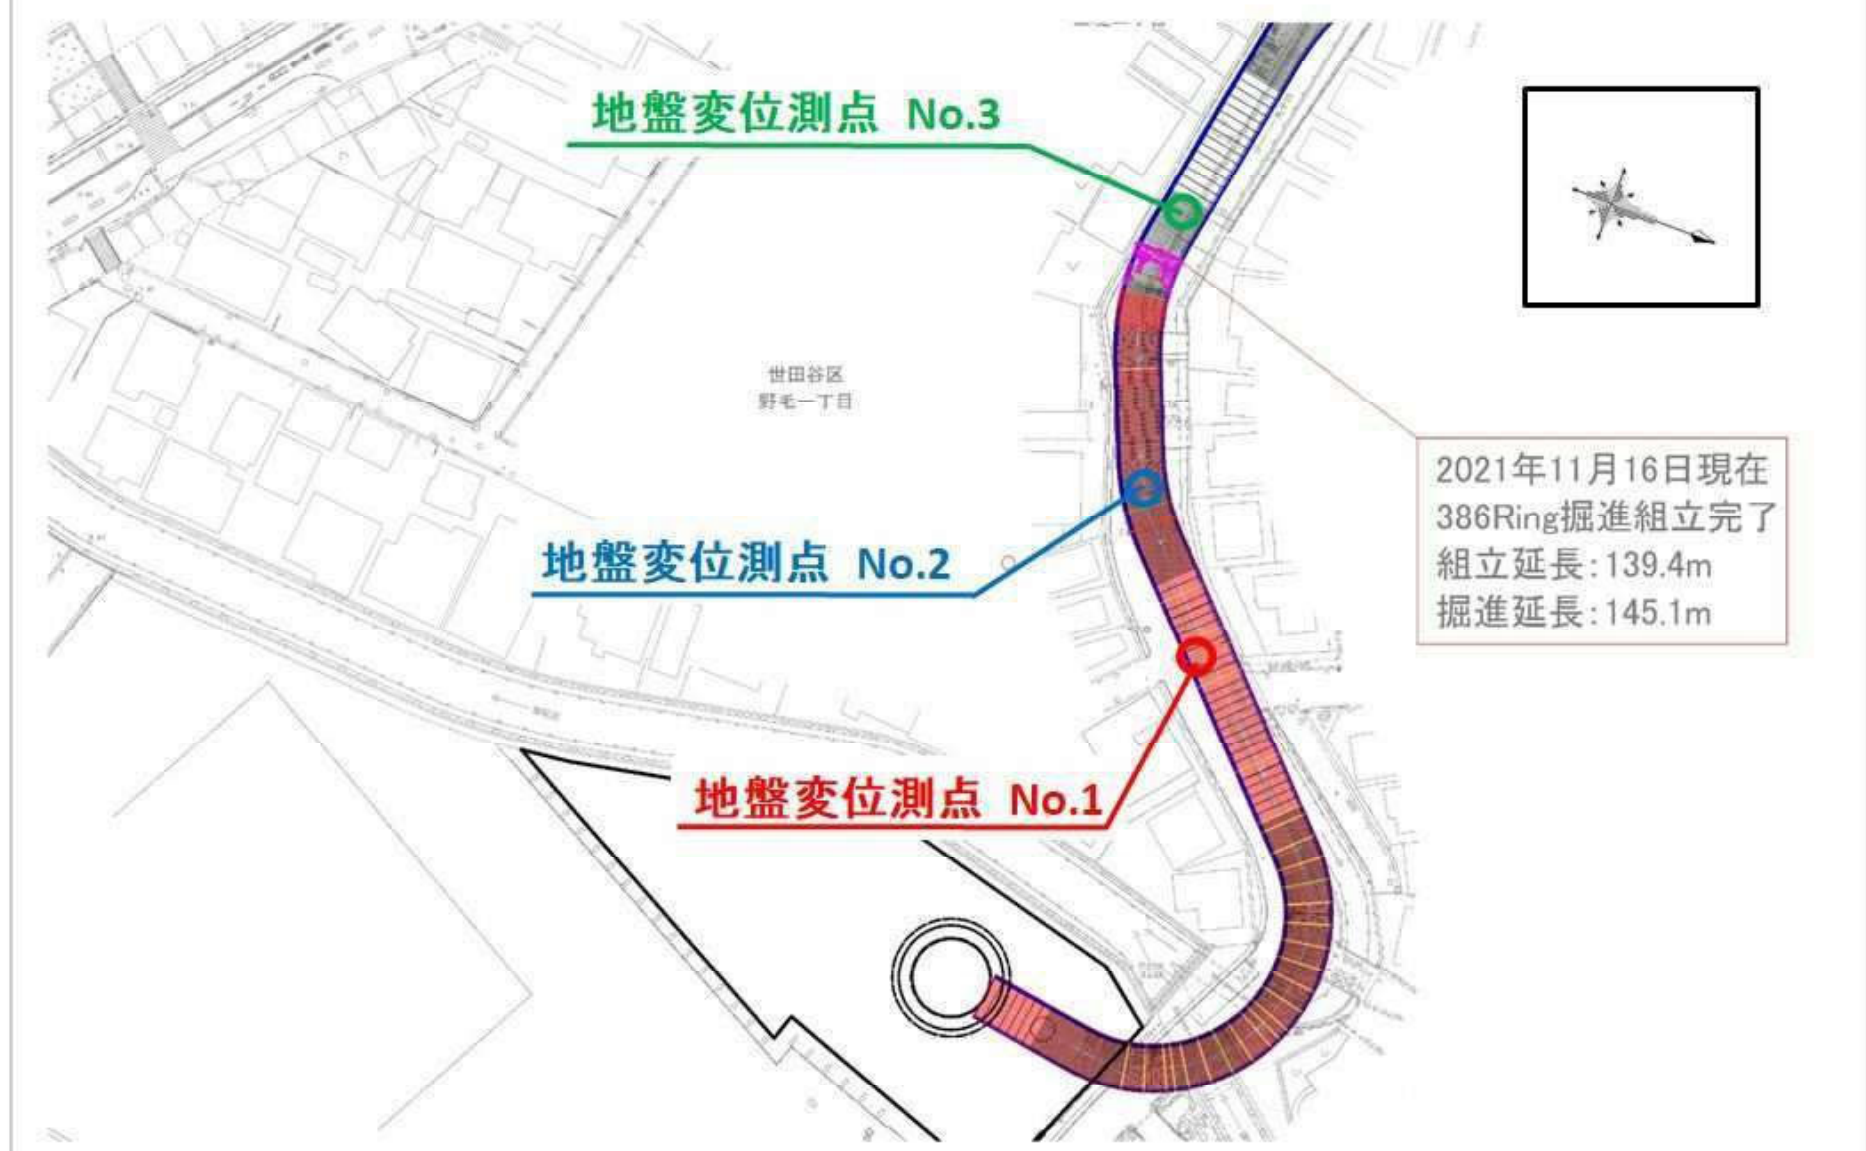 地盤変位測点 No.3
世田谷区
野毛一丁目
2021年11月16日現在
386Ring掘進組立完了
組立延長:139.4m
掘進延長:145.1m
地盤変位測点 No.2
地盤変位測点 No.1